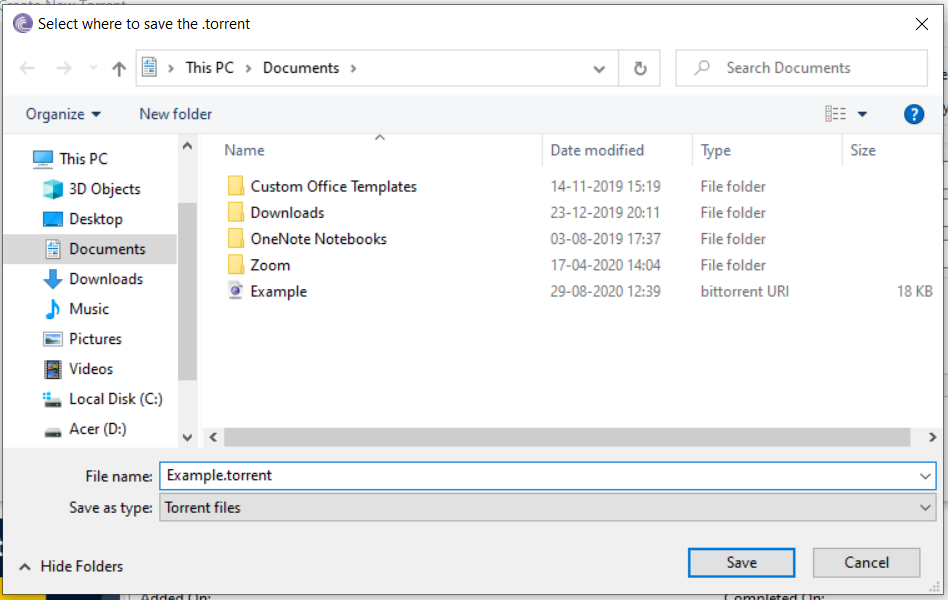 Create New Torrent
Select where to save the .torrent
This PC > Documents >
Search Documents
Organize
New folder
?
Name Date modified Type Size
This PC
3D Objects
Desktop
Documents
Downloads
Music
Pictures
Videos
Local Disk (C:)
Acer (D:)
Custom Office Templates 14-11-2019 15:19 File folder
Downloads 23-12-2019 20:11 File folder
OneNote Notebooks 03-08-2019 17:37 File folder
Zoom 17-04-2020 14:04 File folder
Example 29-08-2020 12:39 bittorrent URI 18 KB
File name: Example.torrent
Save as type: Torrent files
Hide Folders
Save
Cancel
Added On:
Completed On: